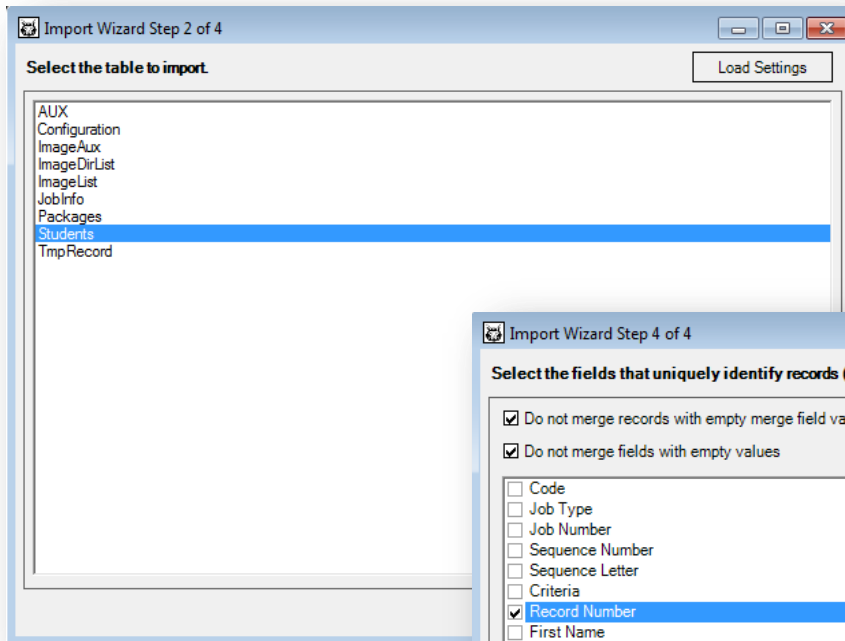 Import Wizard Step 2 of 4
Select the table to import.
Load Settings
AUX
Configuration
ImageAux
ImageDirList
ImageList
JobInfo
Packages
Students
TmpRecord
Import Wizard Step 4 of 4
Select the fields that uniquely identify records (
Do not merge records with empty merge field va
Do not merge fields with empty values
Code
Job Type
Job Number
Sequence Number
Sequence Letter
Criteria
Record Number
First Name